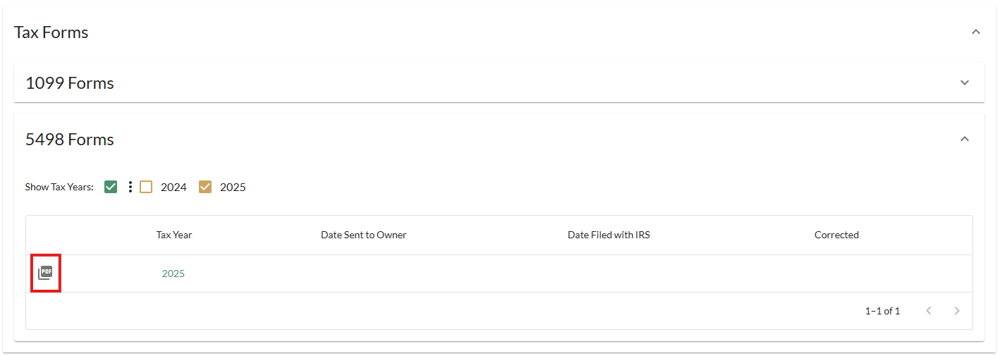 Tax Forms
1099 Forms
5498 Forms
Show Tax Years: 2024 2025
Tax Year Date Sent to Owner Date Filed with IRS Corrected
PDF 2025
1–1 of 1